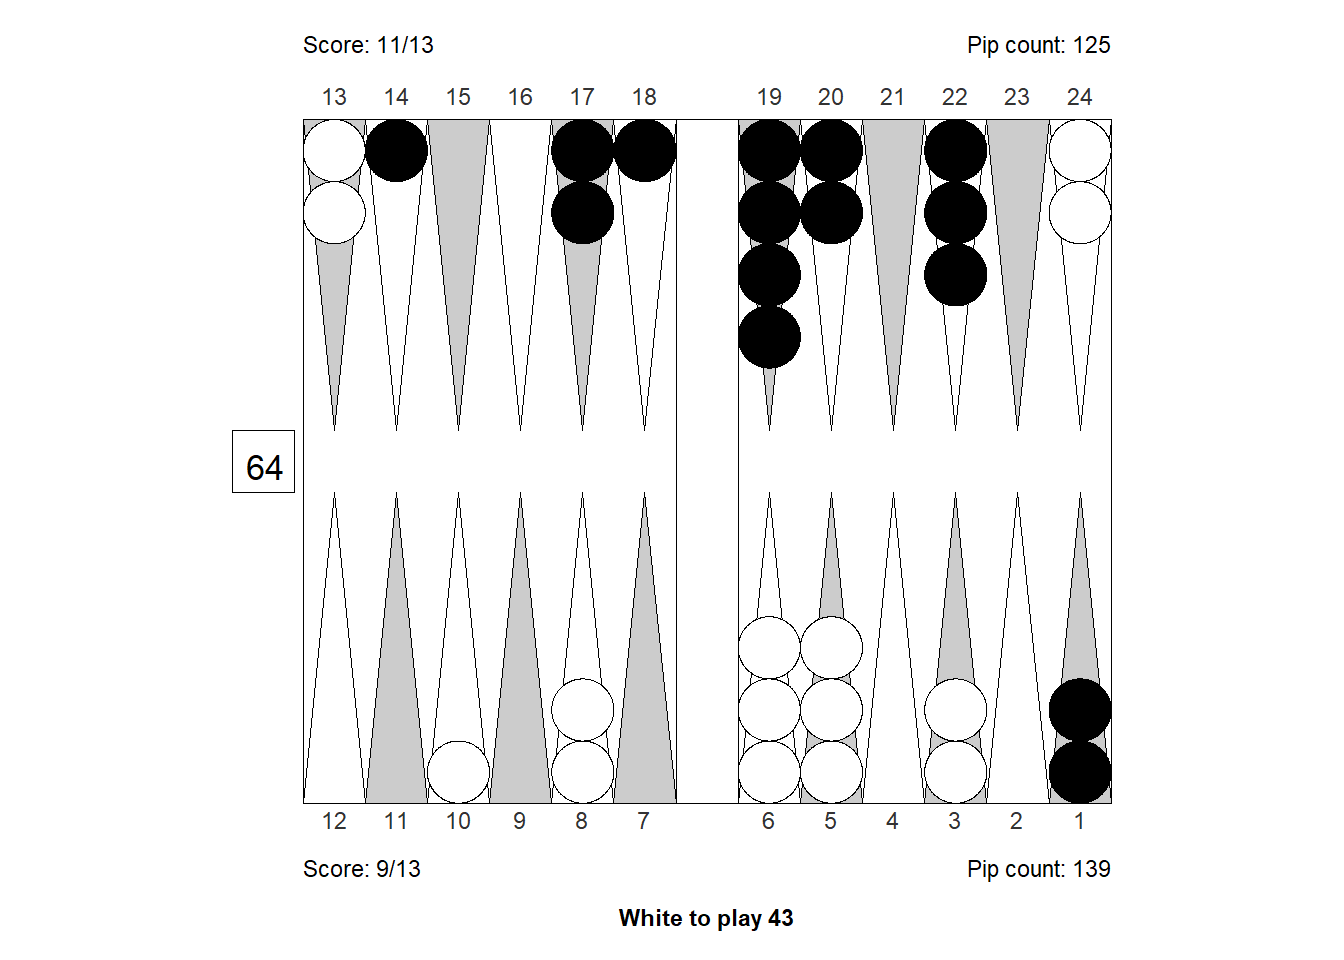 Score: 11/13 Pip count: 125
13 14 15 16 17 18 19 20 21 22 23 24
64
12 11 10 9 8 7 6 5 4 3 2 1
Score: 9/13 Pip count: 139
White to play 43